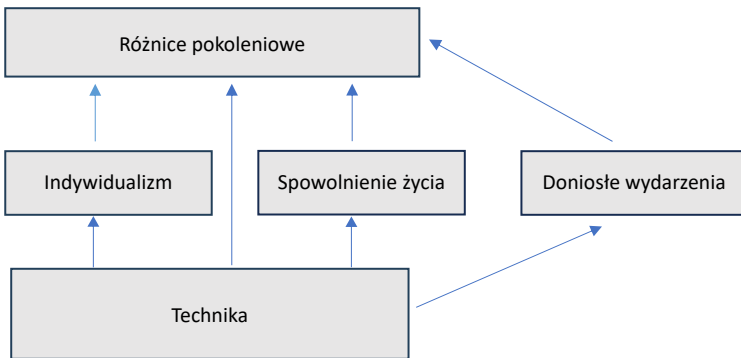 Różnice pokoleniowe
Indywidualizm
Spowolnienie życia
Doniosłe wydarzenia
Technika